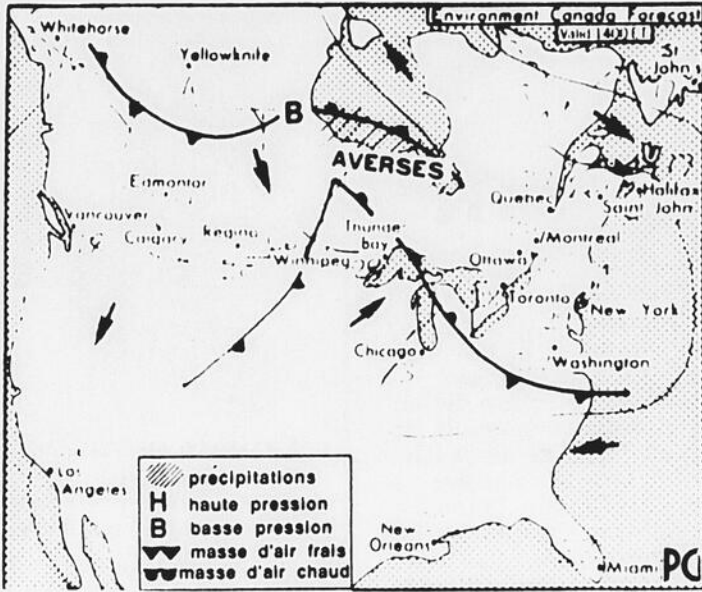 Environment Canada Forecast
Whitehorse
Yellowknife
St
John's
B
AVERSES
Edmonton
Quebec
Halifax
Saint John
Vancouver
Calgary
Regina
Thunder
bay
Winnipeg
Ottawa
Montreal
Toronto
New York
Chicago
Washington
Los
Angeles
précipitations
H haute pression
B basse pression
masse d'air frais
masse d'air chaud
New
Orleans
Miami
PC